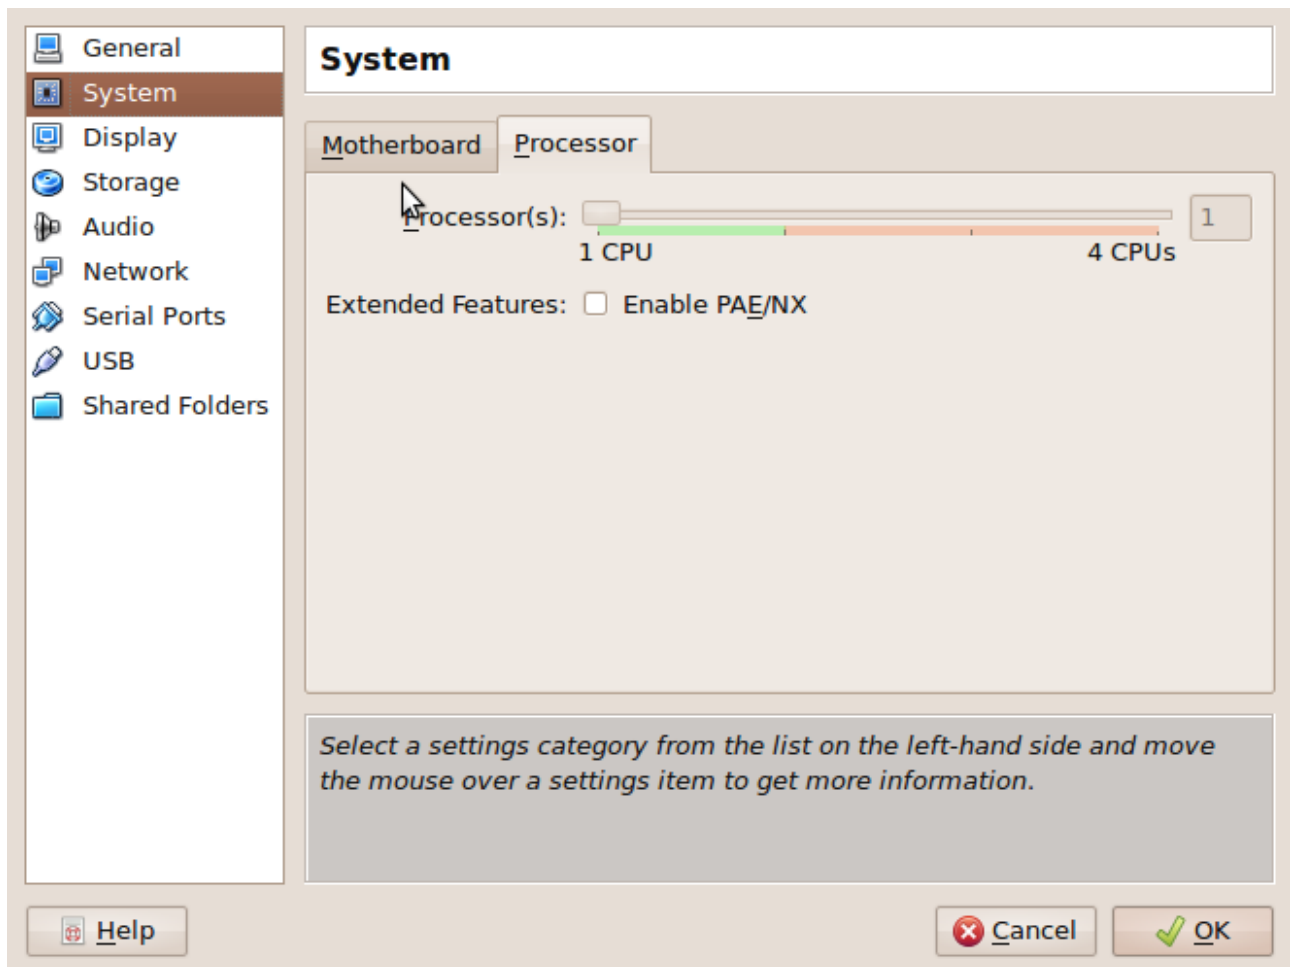 General
System
Display
Storage
Audio
Network
Serial Ports
USB
Shared Folders
System
Motherboard
Processor
Processor(s):
1
1 CPU
4 CPUs
Extended Features:
Enable PAE/NX
Select a settings category from the list on the left-hand side and move
the mouse over a settings item to get more information.
Help
Cancel
OK